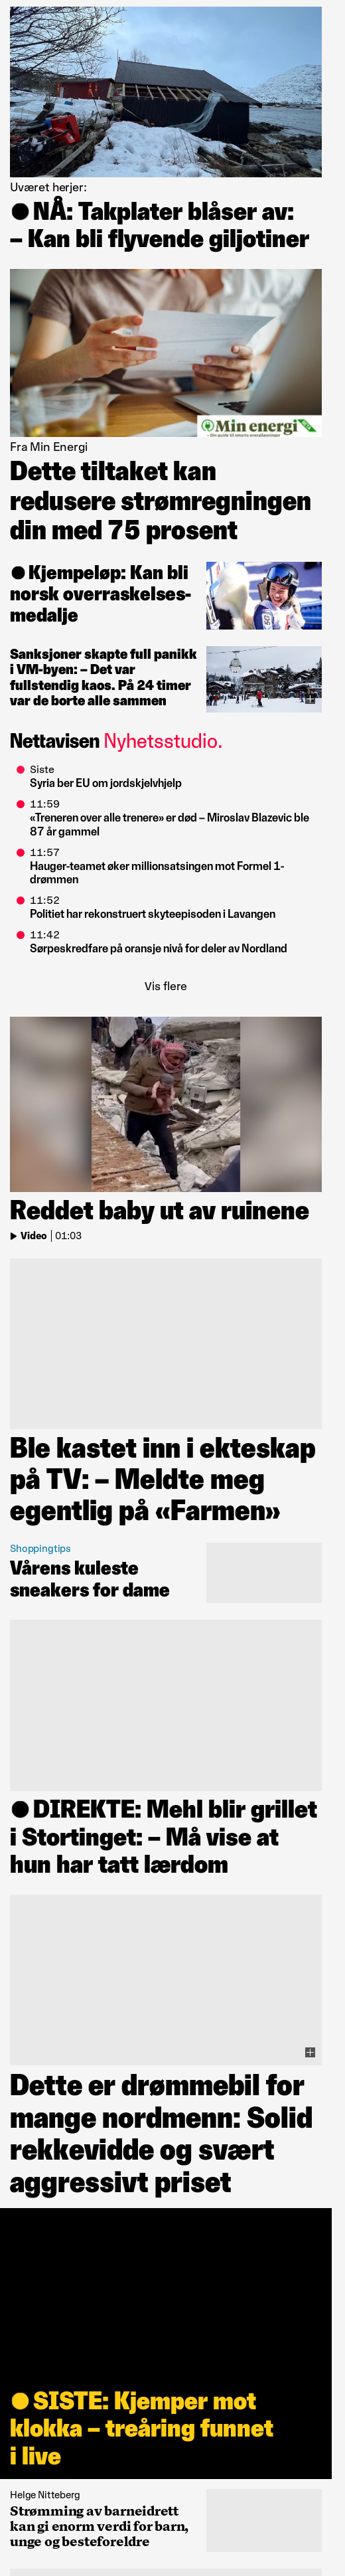 Uværet herjer:
NÅ: Takplater blåser av:
– Kan bli flyvende giljotiner
Min energi
Fra Min Energi
Dette tiltaket kan
redusere strømregningen
din med 75 prosent
Kjempeløp: Kan bli
norsk overraskelses-
medalje
Sanksjoner skapte full panikk
i VM-byen: – Det var
fullstendig kaos. På 24 timer
var de borte alle sammen
Nettavisen Nyhetsstudio.
Siste
Syria ber EU om jordskjelvhjelp
11:59
«Treneren over alle trenere» er død – Miroslav Blazevic ble
87 år gammel
11:57
Hauger-teamet øker millionsatsingen mot Formel 1-
drømmen
11:52
Politiet har rekonstruert skyteepisoden i Lavangen
11:42
Sørpeskredfare på oransje nivå for deler av Nordland
Vis flere
Reddet baby ut av ruinene
Video | 01:03
Ble kastet inn i ekteskap
på TV: – Meldte meg
egentlig på «Farmen»
Shoppingtips
Vårens kuleste
sneakers for dame
DIREKTE: Mehl blir grillet
i Stortinget: – Må vise at
hun har tatt lærdom
Dette er drømmebil for
mange nordmenn: Solid
rekkevidde og svært
aggressivt priset
SISTE: Kjemper mot
klokka – treåring funnet
i live
Helge Nitteberg
Strømming av barneidrett
kan gi enorm verdi for barn,
unge og besteforeldre